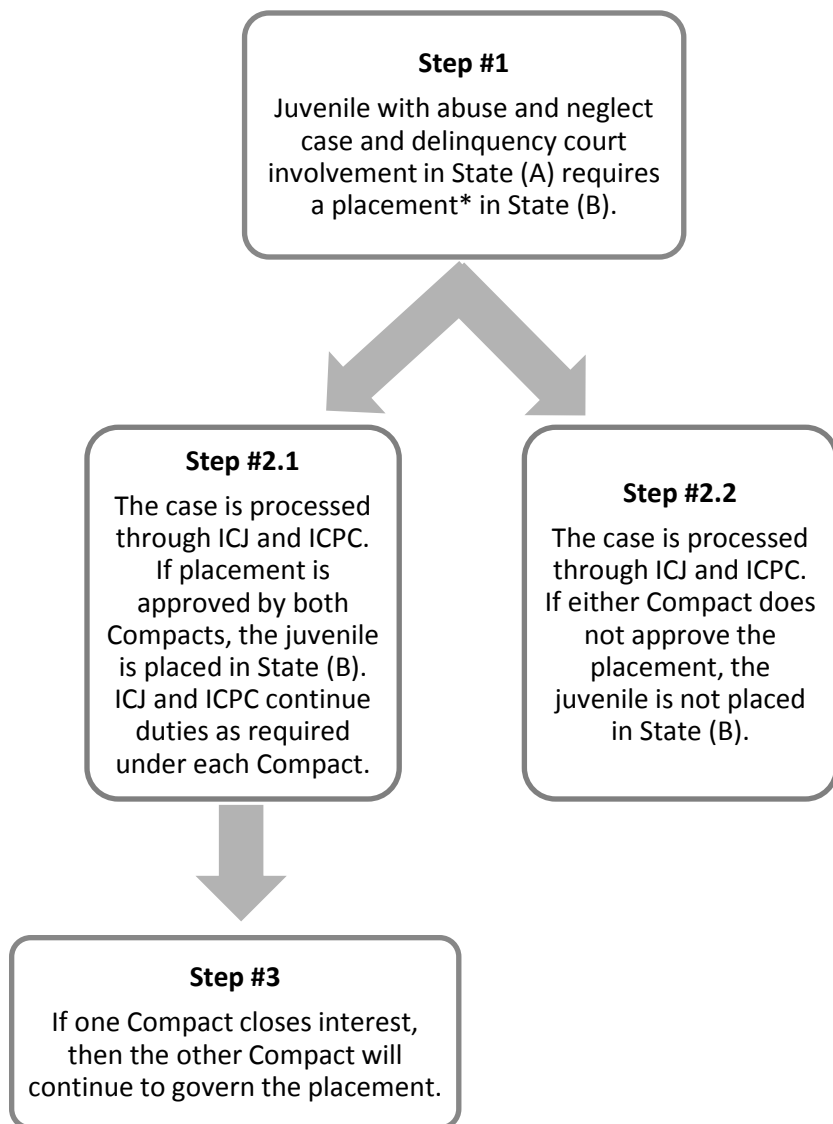 Step #1
Juvenile with abuse and neglect
case and delinquency court
involvement in State (A) requires
a placement* in State (B).
Step #2.1
The case is processed
through ICJ and ICPC.
If placement is
approved by both
Compacts, the juvenile
is placed in State (B).
ICJ and ICPC continue
duties as required
under each Compact.
Step #2.2
The case is processed
through ICJ and ICPC.
If either Compact does
not approve the
placement, the
juvenile is not placed
in State (B).
Step #3
If one Compact closes interest,
then the other Compact will
continue to govern the placement.